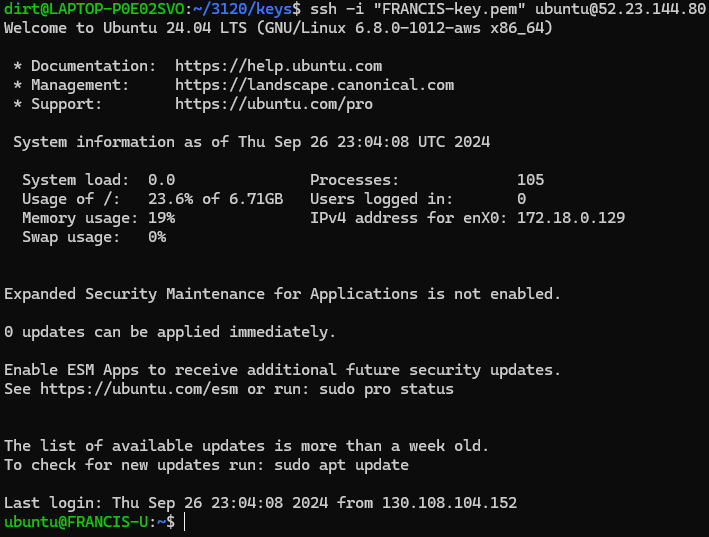 dirt@LAPTOP-P0E02SVO:~/3120/keys$ ssh -i "FRANCIS-key.pem" ubuntu@52.23.144.80
Welcome to Ubuntu 24.04 LTS (GNU/Linux 6.8.0-1012-aws x86_64)
* Documentation:  https://help.ubuntu.com
* Management:     https://landscape.canonical.com
* Support:        https://ubuntu.com/pro
System information as of Thu Sep 26 23:04:08 UTC 2024
System load:  0.0               Processes:             105
Usage of /:   23.6% of 6.71GB   Users logged in:       0
Memory usage: 19%               IPv4 address for enX0: 172.18.0.129
Swap usage:   0%
Expanded Security Maintenance for Applications is not enabled.
0 updates can be applied immediately.
Enable ESM Apps to receive additional future security updates.
See https://ubuntu.com/esm or run: sudo pro status
The list of available updates is more than a week old.
To check for new updates run: sudo apt update
Last login: Thu Sep 26 23:04:08 2024 from 130.108.104.152
ubuntu@FRANCIS-U:~$